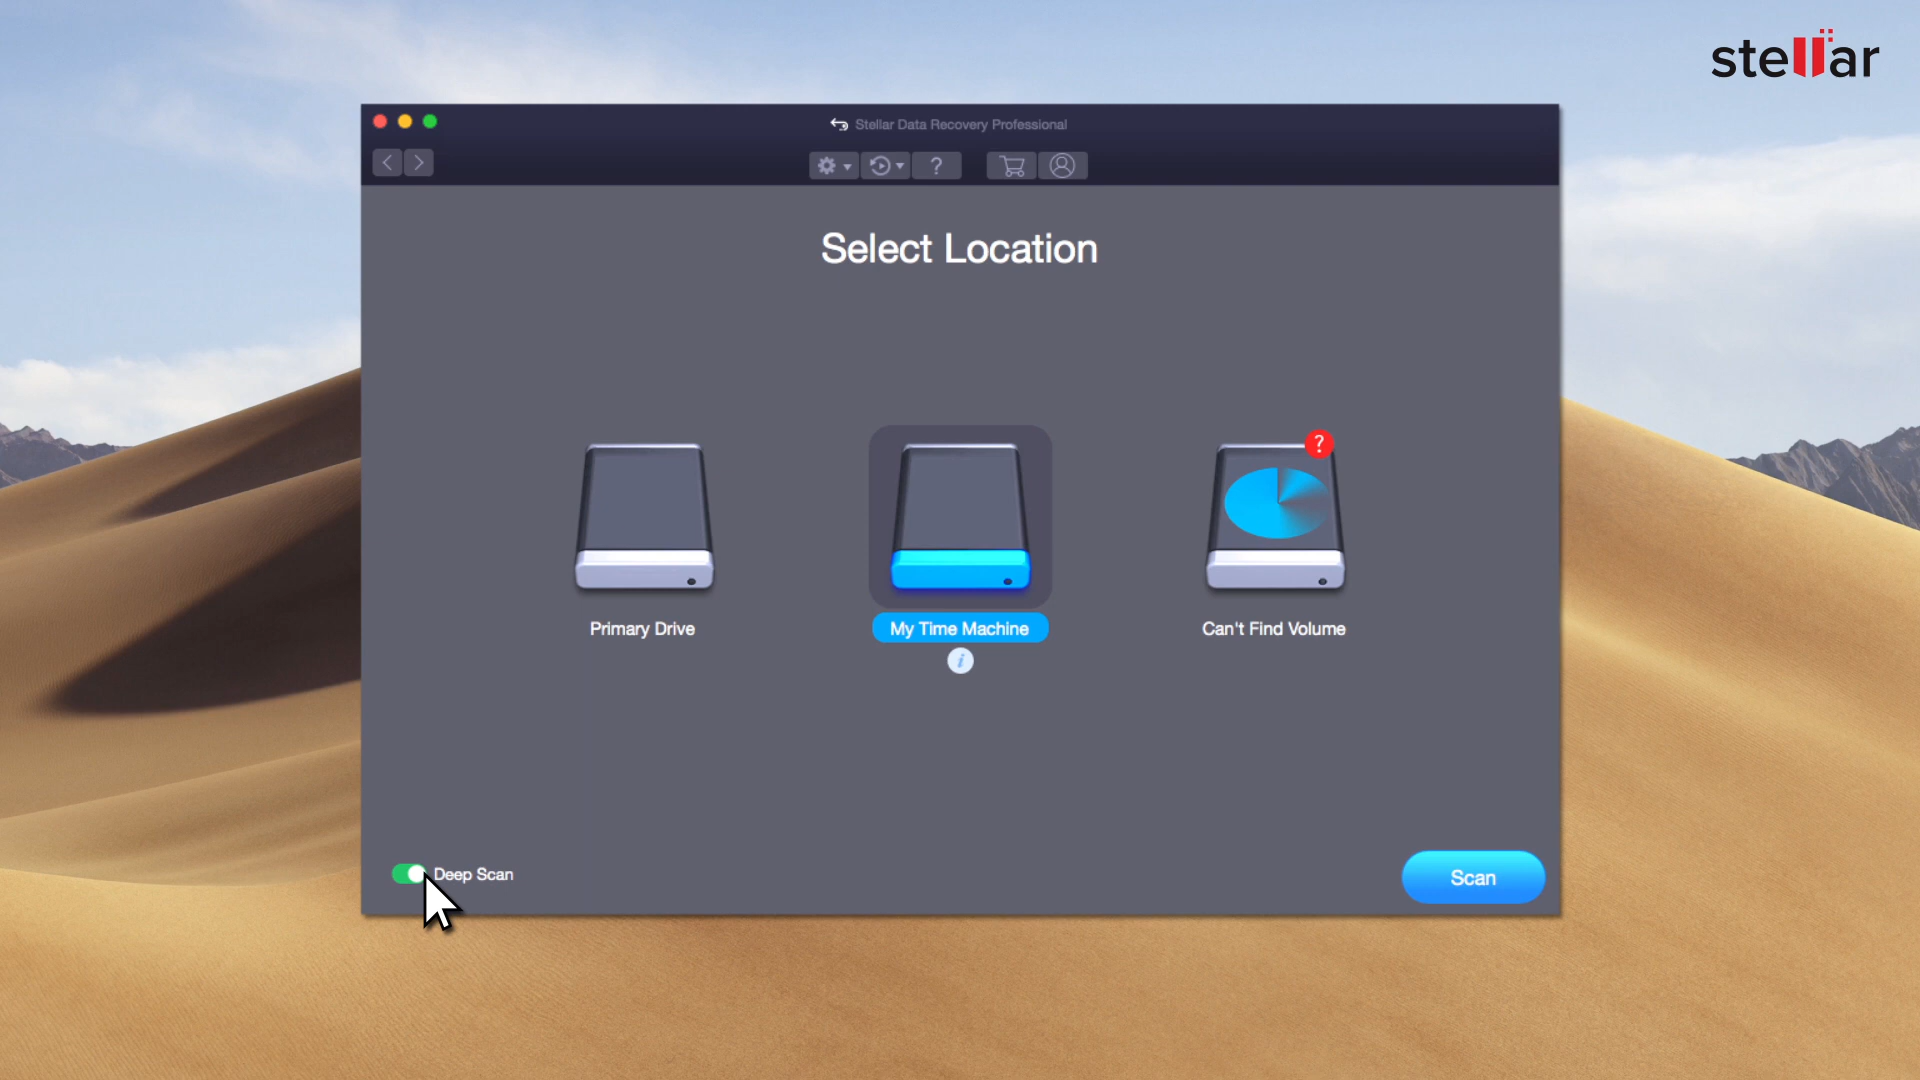 stellar
Stellar Data Recovery Professional
?
Select Location
?
Primary Drive
My Time Machine
Can't Find Volume
i
Deep Scan
Scan